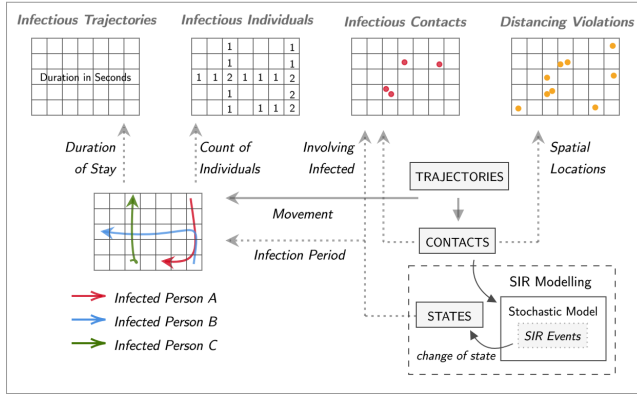 Infectious Trajectories
Infectious Individuals
Infectious Contacts
Distancing Violations
Duration in Seconds
1 1
1 1
1 1 2 1 1 1 2
1 2
1 1 1 2
Duration
of Stay
Count of
Individuals
Involving
Infected
Spatial
Locations
TRAJECTORIES
Movement
CONTACTS
Infection Period
SIR Modelling
Infected Person A
Infected Person B
Infected Person C
STATES
Stochastic Model
SIR Events
change of state